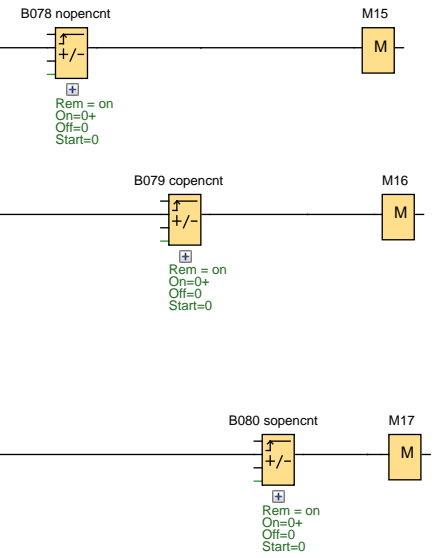 B078 nopencnt
M15
+/-
M
Rem = on
On=0+
Off=0
Start=0
B079 copencnt
M16
+/-
M
Rem = on
On=0+
Off=0
Start=0
B080 sopencnt
M17
+/-
M
Rem = on
On=0+
Off=0
Start=0